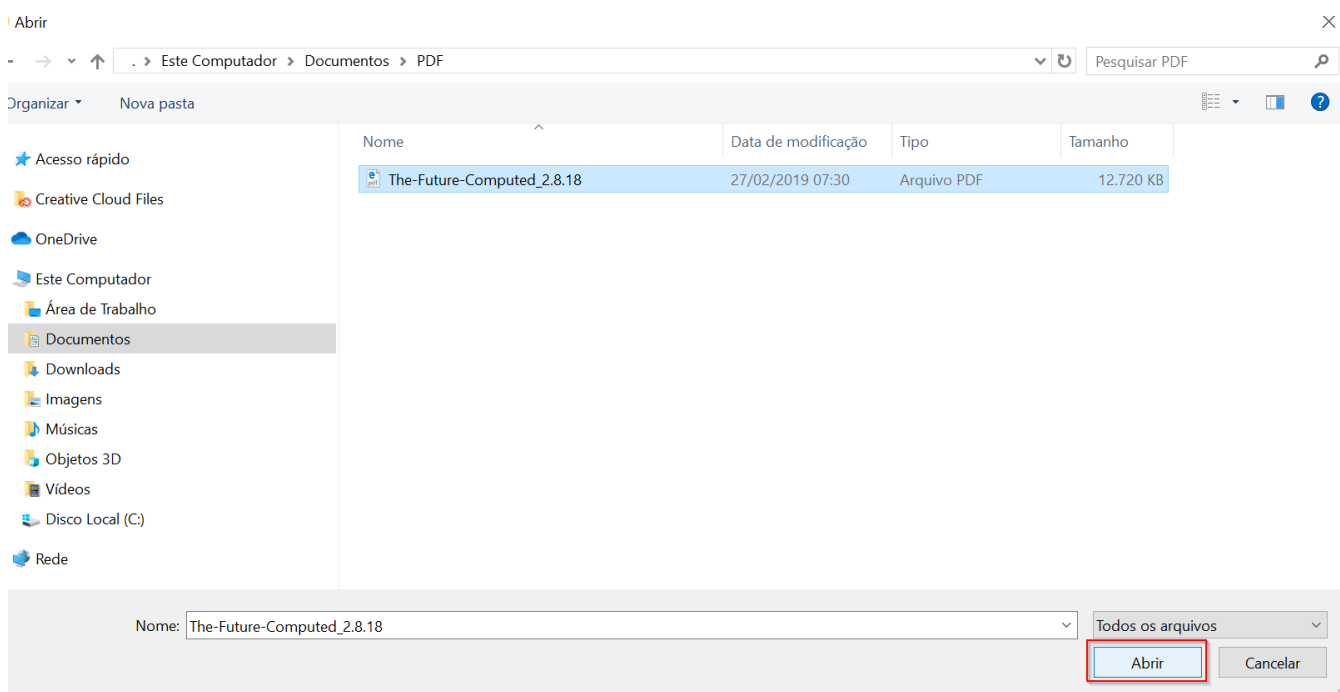 Abrir
. > Este Computador > Documentos > PDF
Pesquisar PDF
Organizar
Nova pasta
Nome
Data de modificação
Tipo
Tamanho
The-Future-Computed_2.8.18
27/02/2019 07:30
Arquivo PDF
12.720 KB
Acesso rápido
Creative Cloud Files
OneDrive
Este Computador
Área de Trabalho
Documentos
Downloads
Imagens
Músicas
Objetos 3D
Vídeos
Disco Local (C:)
Rede
Nome: The-Future-Computed_2.8.18
Todos os arquivos
Abrir
Cancelar